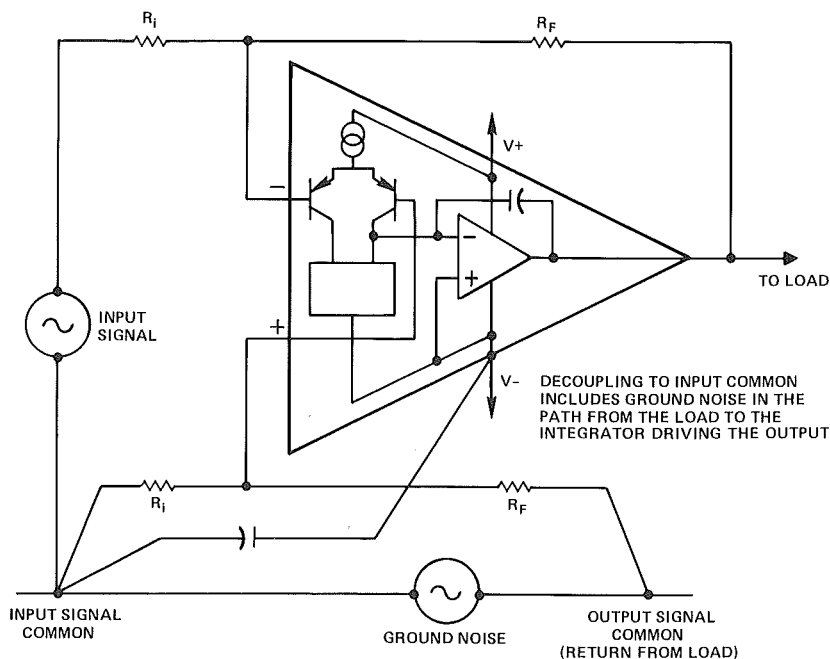 Ri
RF
V+
−
−
+
TO LOAD
INPUT
SIGNAL
+
V−
DECOUPLING TO INPUT COMMON
INCLUDES GROUND NOISE IN THE
PATH FROM THE LOAD TO THE
INTEGRATOR DRIVING THE OUTPUT
Ri
RF
INPUT SIGNAL
COMMON
GROUND NOISE
OUTPUT SIGNAL
COMMON
(RETURN FROM LOAD)